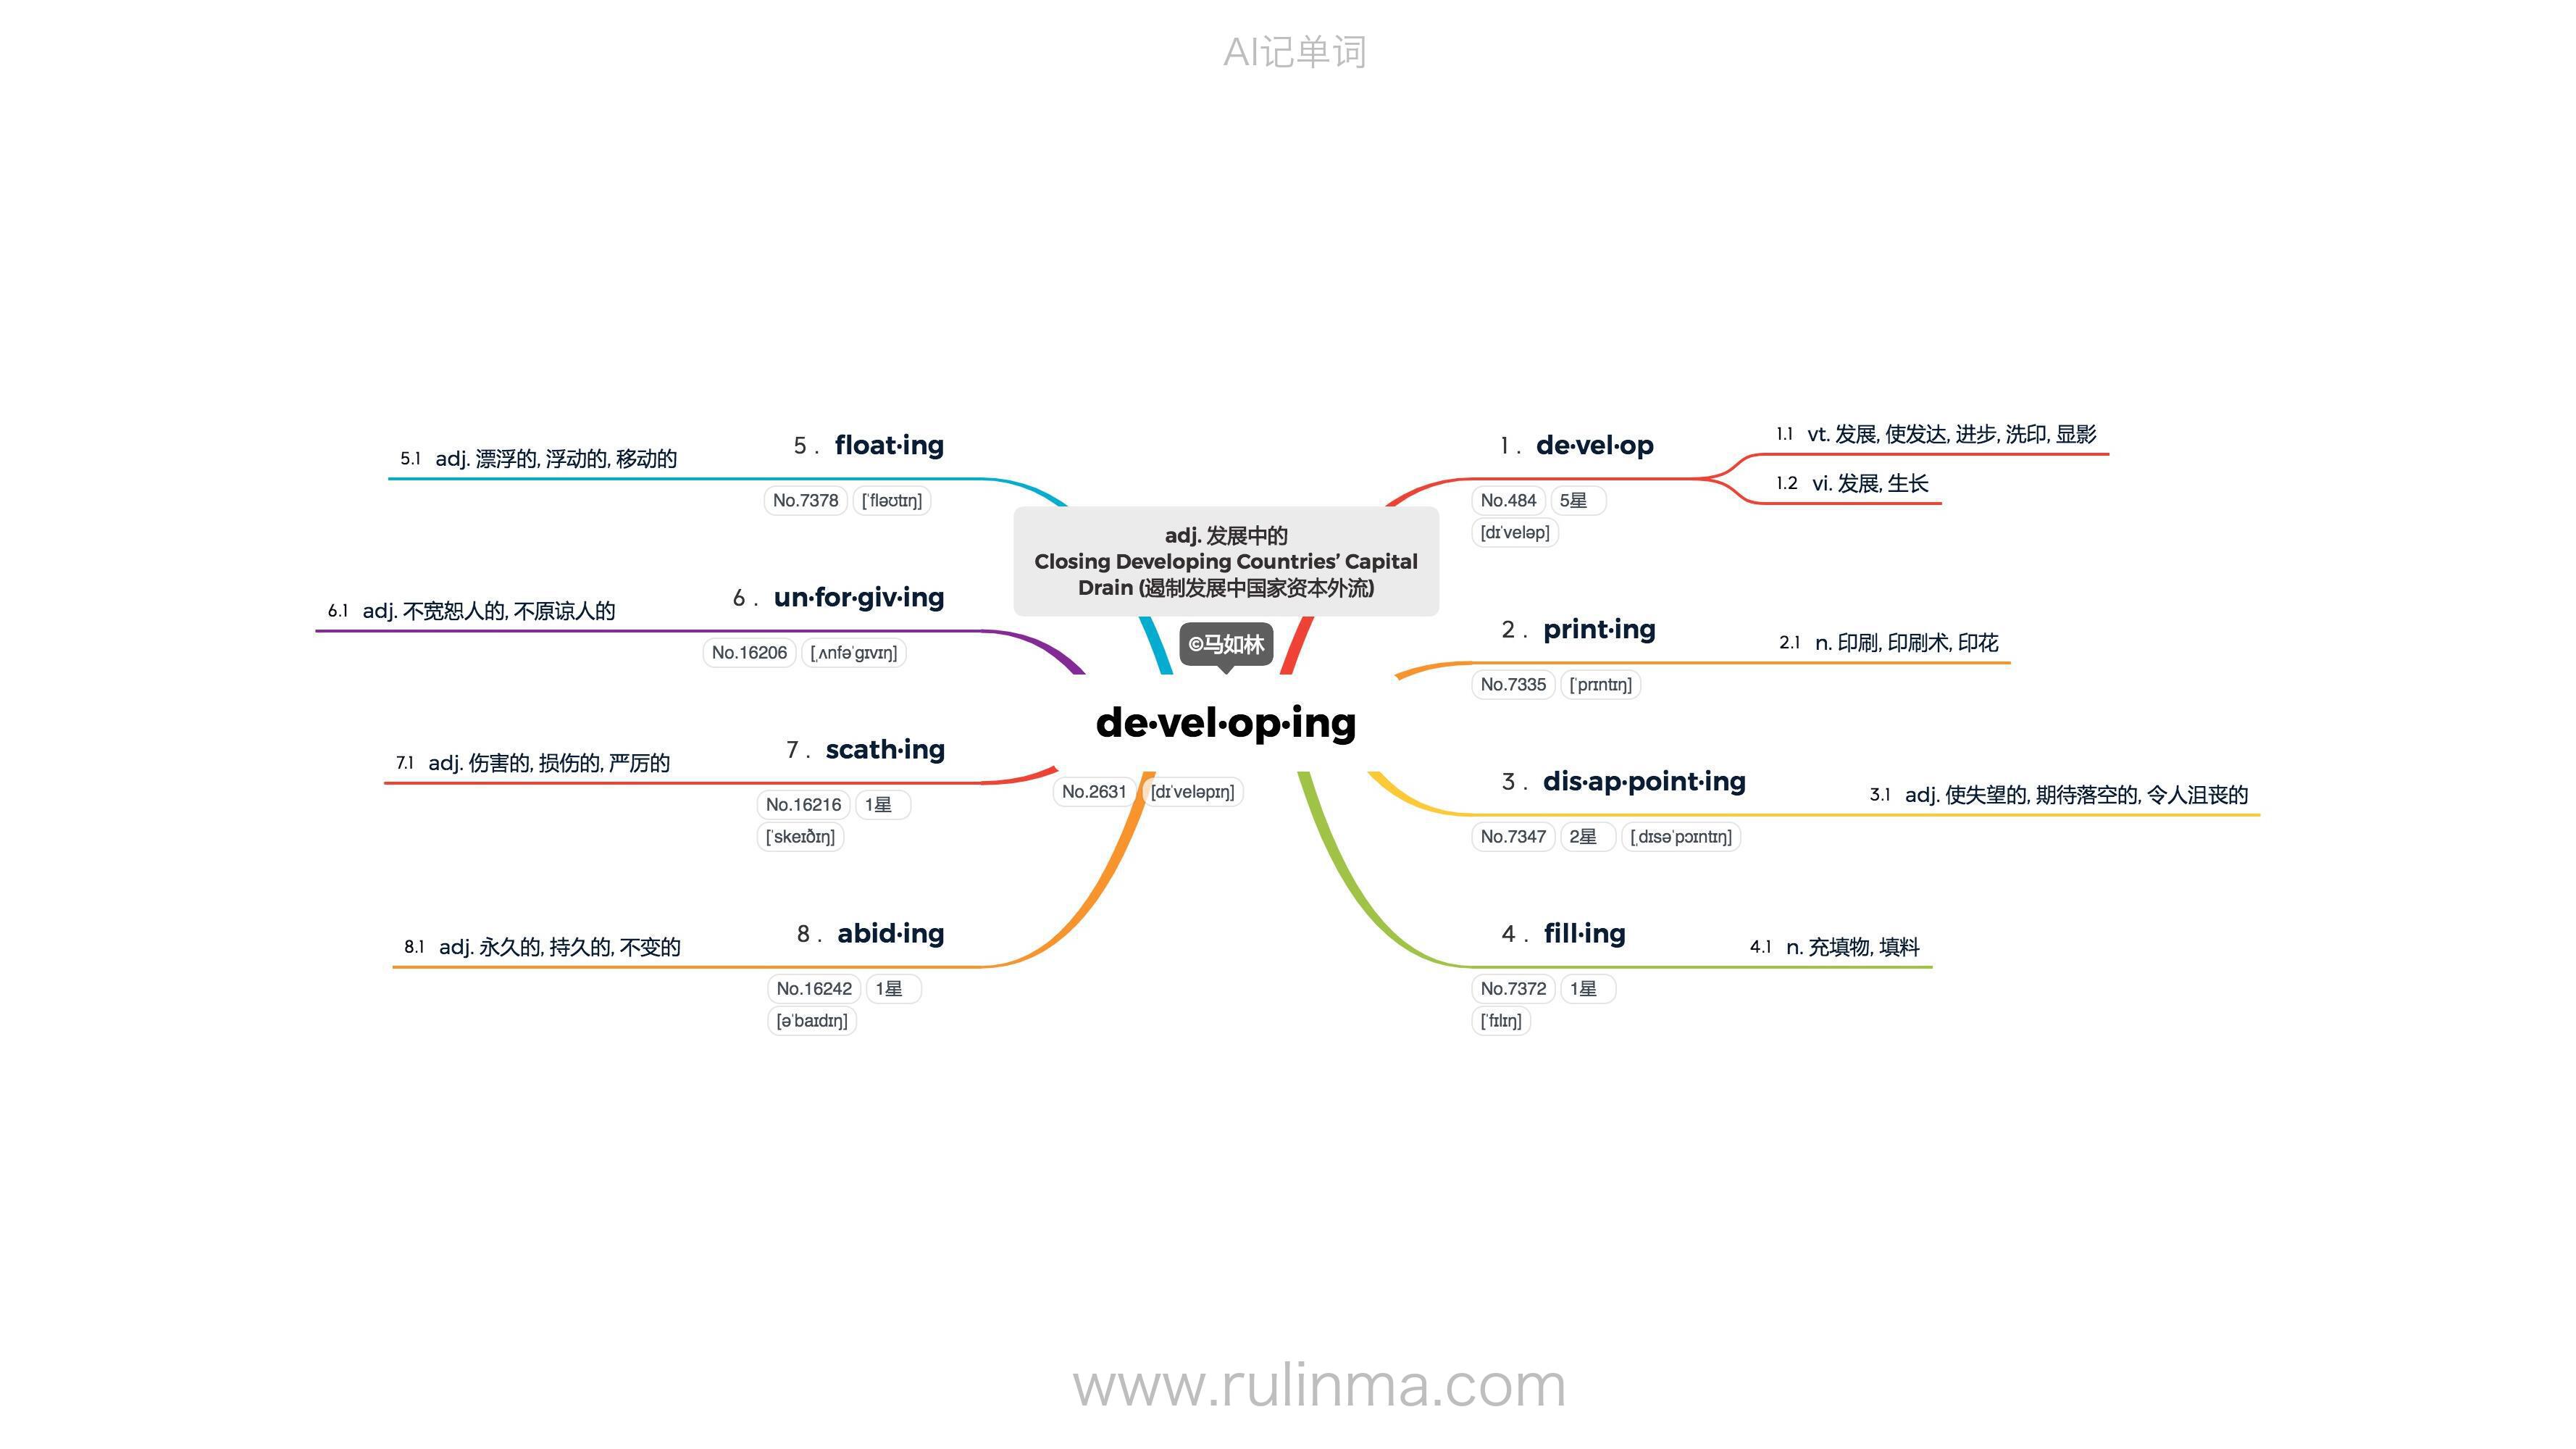 AI记单词
adj. 发展中的
Closing Developing Countries’ Capital
Drain (遏制发展中国家资本外流)
©马如林
de·vel·op·ing
No.2631 [dɪˈveləpɪŋ]
1. de·vel·op
No.484 5星
[dɪˈveləp]
1.1 vt. 发展, 使发达, 进步, 洗印, 显影
1.2 vi. 发展, 生长
2. print·ing
No.7335 [ˈprɪntɪŋ]
2.1 n. 印刷, 印刷术, 印花
3. dis·ap·point·ing
No.7347 2星 [ˌdɪsəˈpɔɪntɪŋ]
3.1 adj. 使失望的, 期待落空的, 令人沮丧的
4. fill·ing
No.7372 1星
[ˈfɪlɪŋ]
4.1 n. 充填物, 填料
5. float·ing
No.7378 [ˈfləʊtɪŋ]
5.1 adj. 漂浮的, 浮动的, 移动的
6. un·for·giv·ing
No.16206 [ˌʌnfəˈgɪvɪŋ]
6.1 adj. 不宽恕人的, 不原谅人的
7. scath·ing
No.16216 1星
[ˈskeɪðɪŋ]
7.1 adj. 伤害的, 损伤的, 严厉的
8. abid·ing
No.16242 1星
[əˈbaɪdɪŋ]
8.1 adj. 永久的, 持久的, 不变的
www.rulinma.com